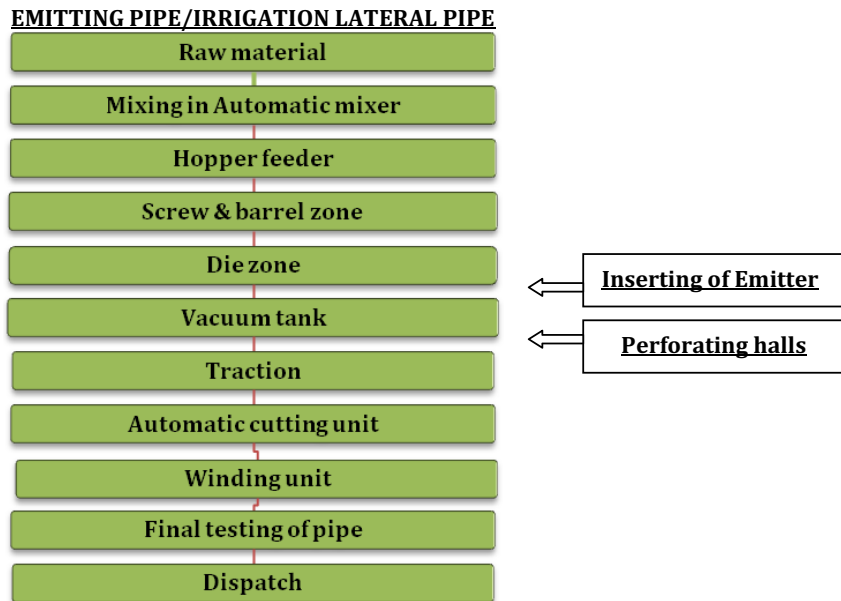 EMITTING PIPE/IRRIGATION LATERAL PIPE
Raw material
Mixing in Automatic mixer
Hopper feeder
Screw & barrel zone
Die zone
Inserting of Emitter
Vacuum tank
Perforating halls
Traction
Automatic cutting unit
Winding unit
Final testing of pipe
Dispatch